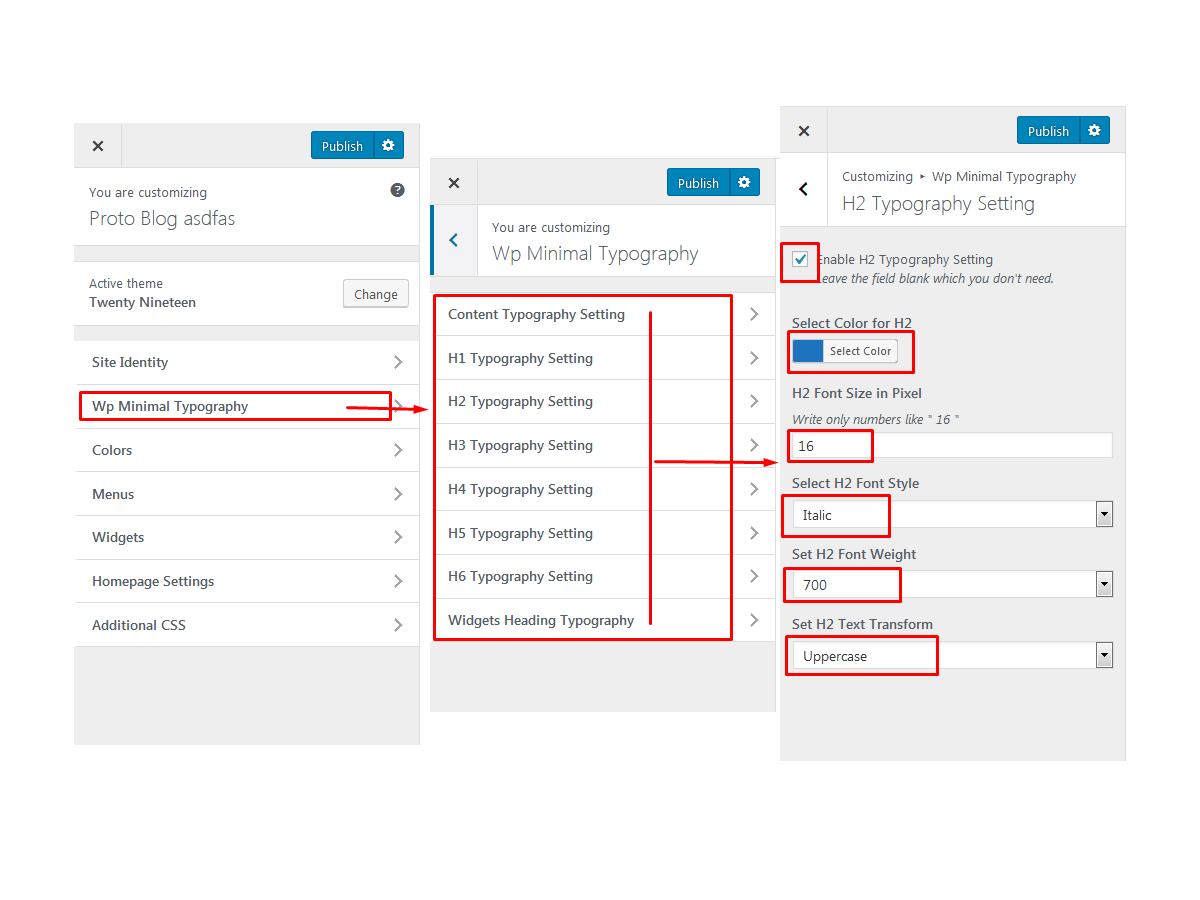 Publish
You are customizing
?
Proto Blog asdfas
Active theme
Twenty Nineteen
Change
Site Identity
Wp Minimal Typography
Colors
Menus
Widgets
Homepage Settings
Additional CSS
Publish
You are customizing
Wp Minimal Typography
Content Typography Setting
H1 Typography Setting
H2 Typography Setting
H3 Typography Setting
H4 Typography Setting
H5 Typography Setting
H6 Typography Setting
Widgets Heading Typography
Publish
Customizing ▸ Wp Minimal Typography
H2 Typography Setting
Enable H2 Typography Setting
Leave the field blank which you don't need.
Select Color for H2
Select Color
H2 Font Size in Pixel
Write only numbers like " 16 "
16
Select H2 Font Style
Italic
Set H2 Font Weight
700
Set H2 Text Transform
Uppercase